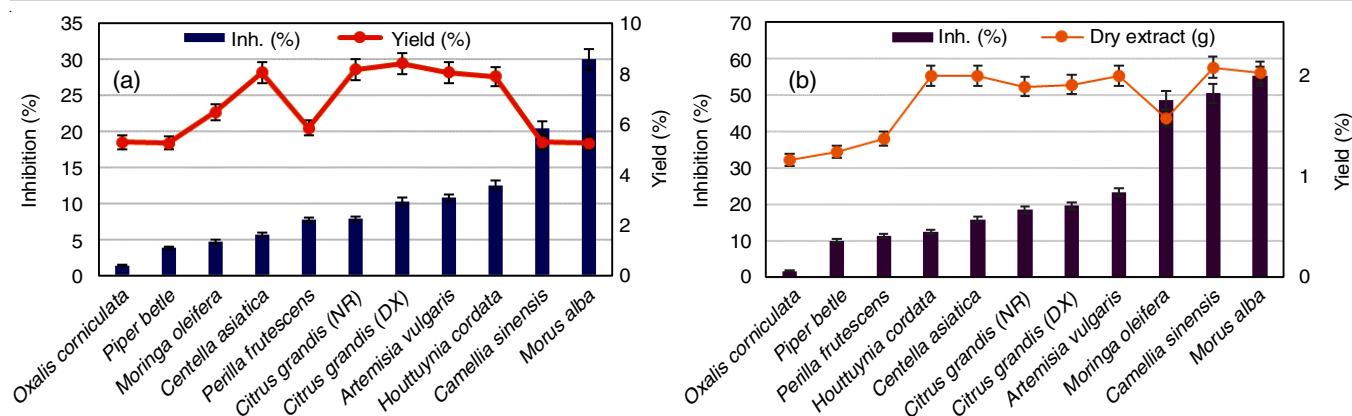 (a)
Inh. (%)
Yield (%)
Inhibition (%)
35
30
25
20
15
10
5
0
Yield (%)
10
8
6
4
2
0
Oxalis corniculata
Piper betle
Moringa oleifera
Centella asiatica
Perilla frutescens
Citrus grandis (NR)
Citrus grandis (DX)
Artemisia vulgaris
Houttuynia cordata
Camellia sinensis
Morus alba
(b)
Inh. (%)
Dry extract (g)
Inhibition (%)
70
60
50
40
30
20
10
0
Yield (%)
2
1
0
Oxalis corniculata
Piper betle
Perilla frutescens
Houttuynia cordata
Centella asiatica
Citrus grandis (NR)
Citrus grandis (DX)
Artemisia vulgaris
Moringa oleifera
Camellia sinensis
Morus alba